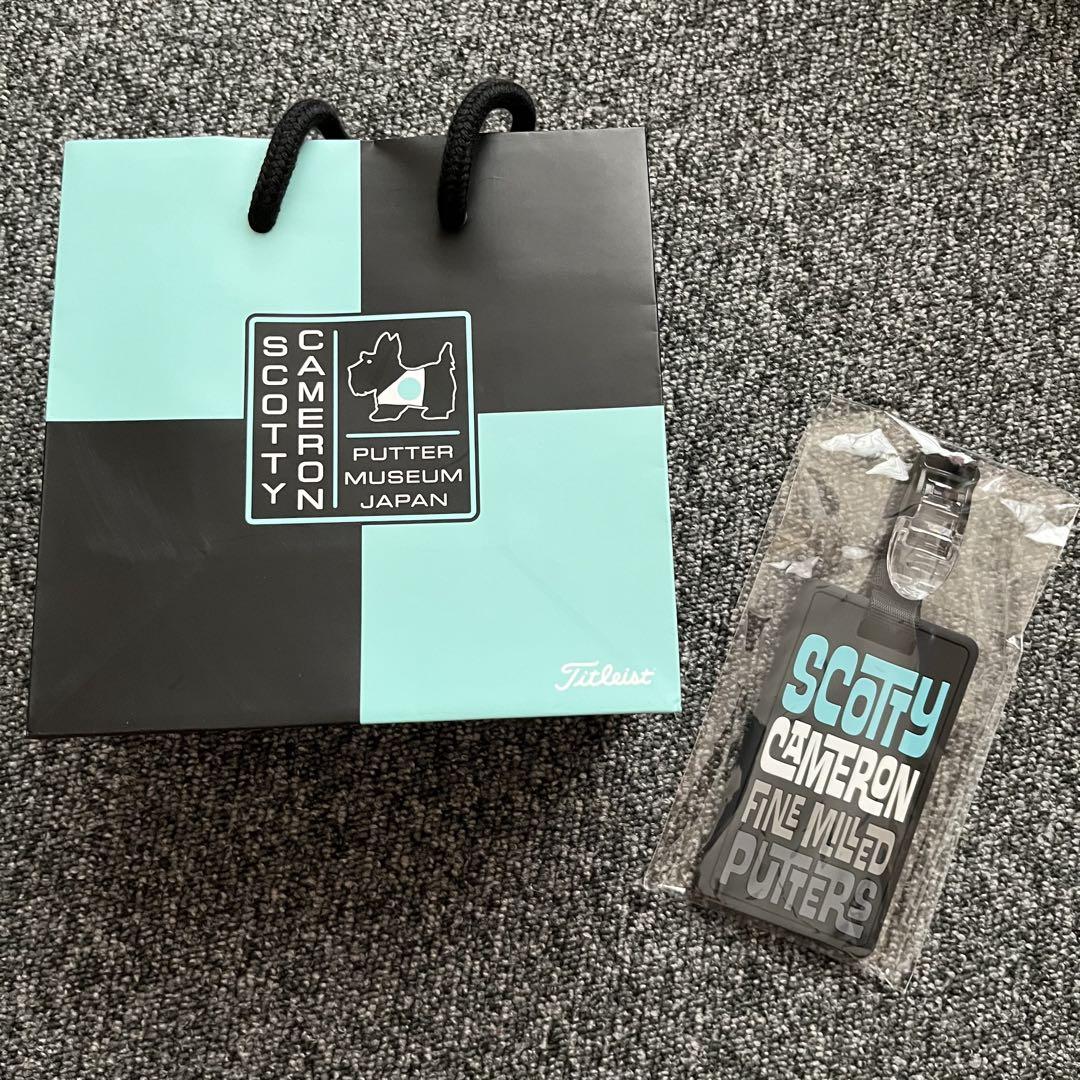 SCOTTY
CAMERON
PUTTER
MUSEUM
JAPAN
Titleist
SCOTTY
CAMERON
FINE MILLED
PUTTERS